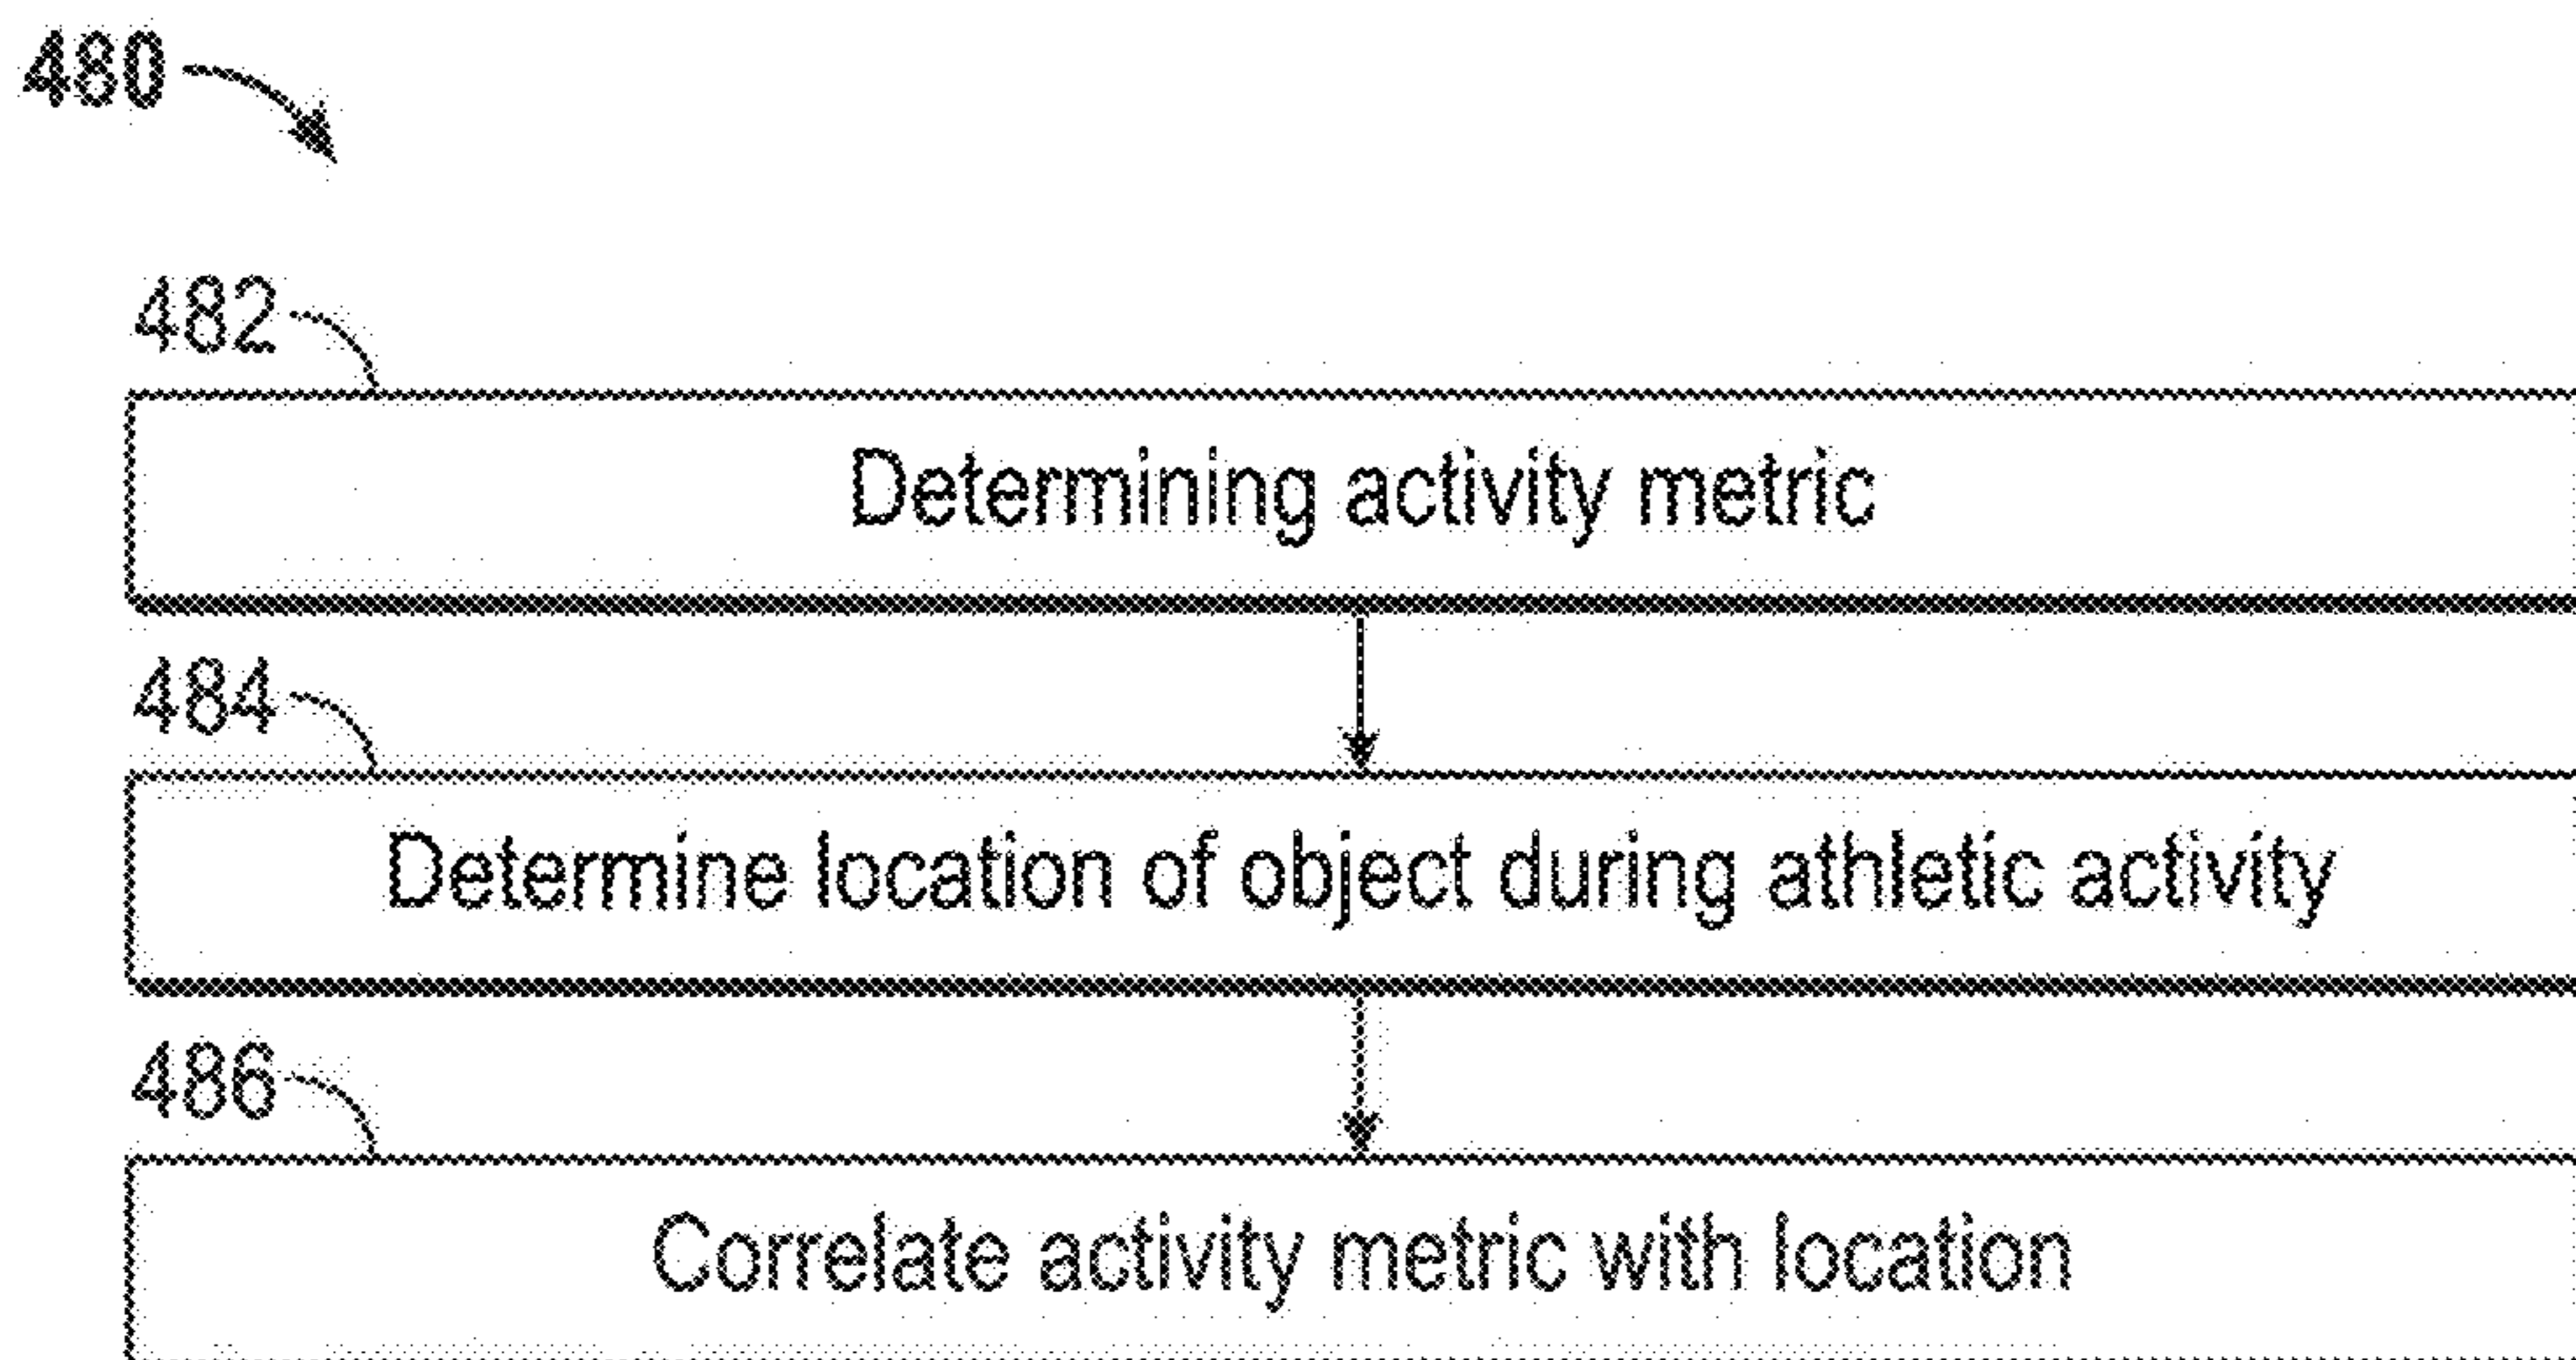 480
482
Determining activity metric
484
Determine location of object during athletic activity
486
Correlate activity metric with location